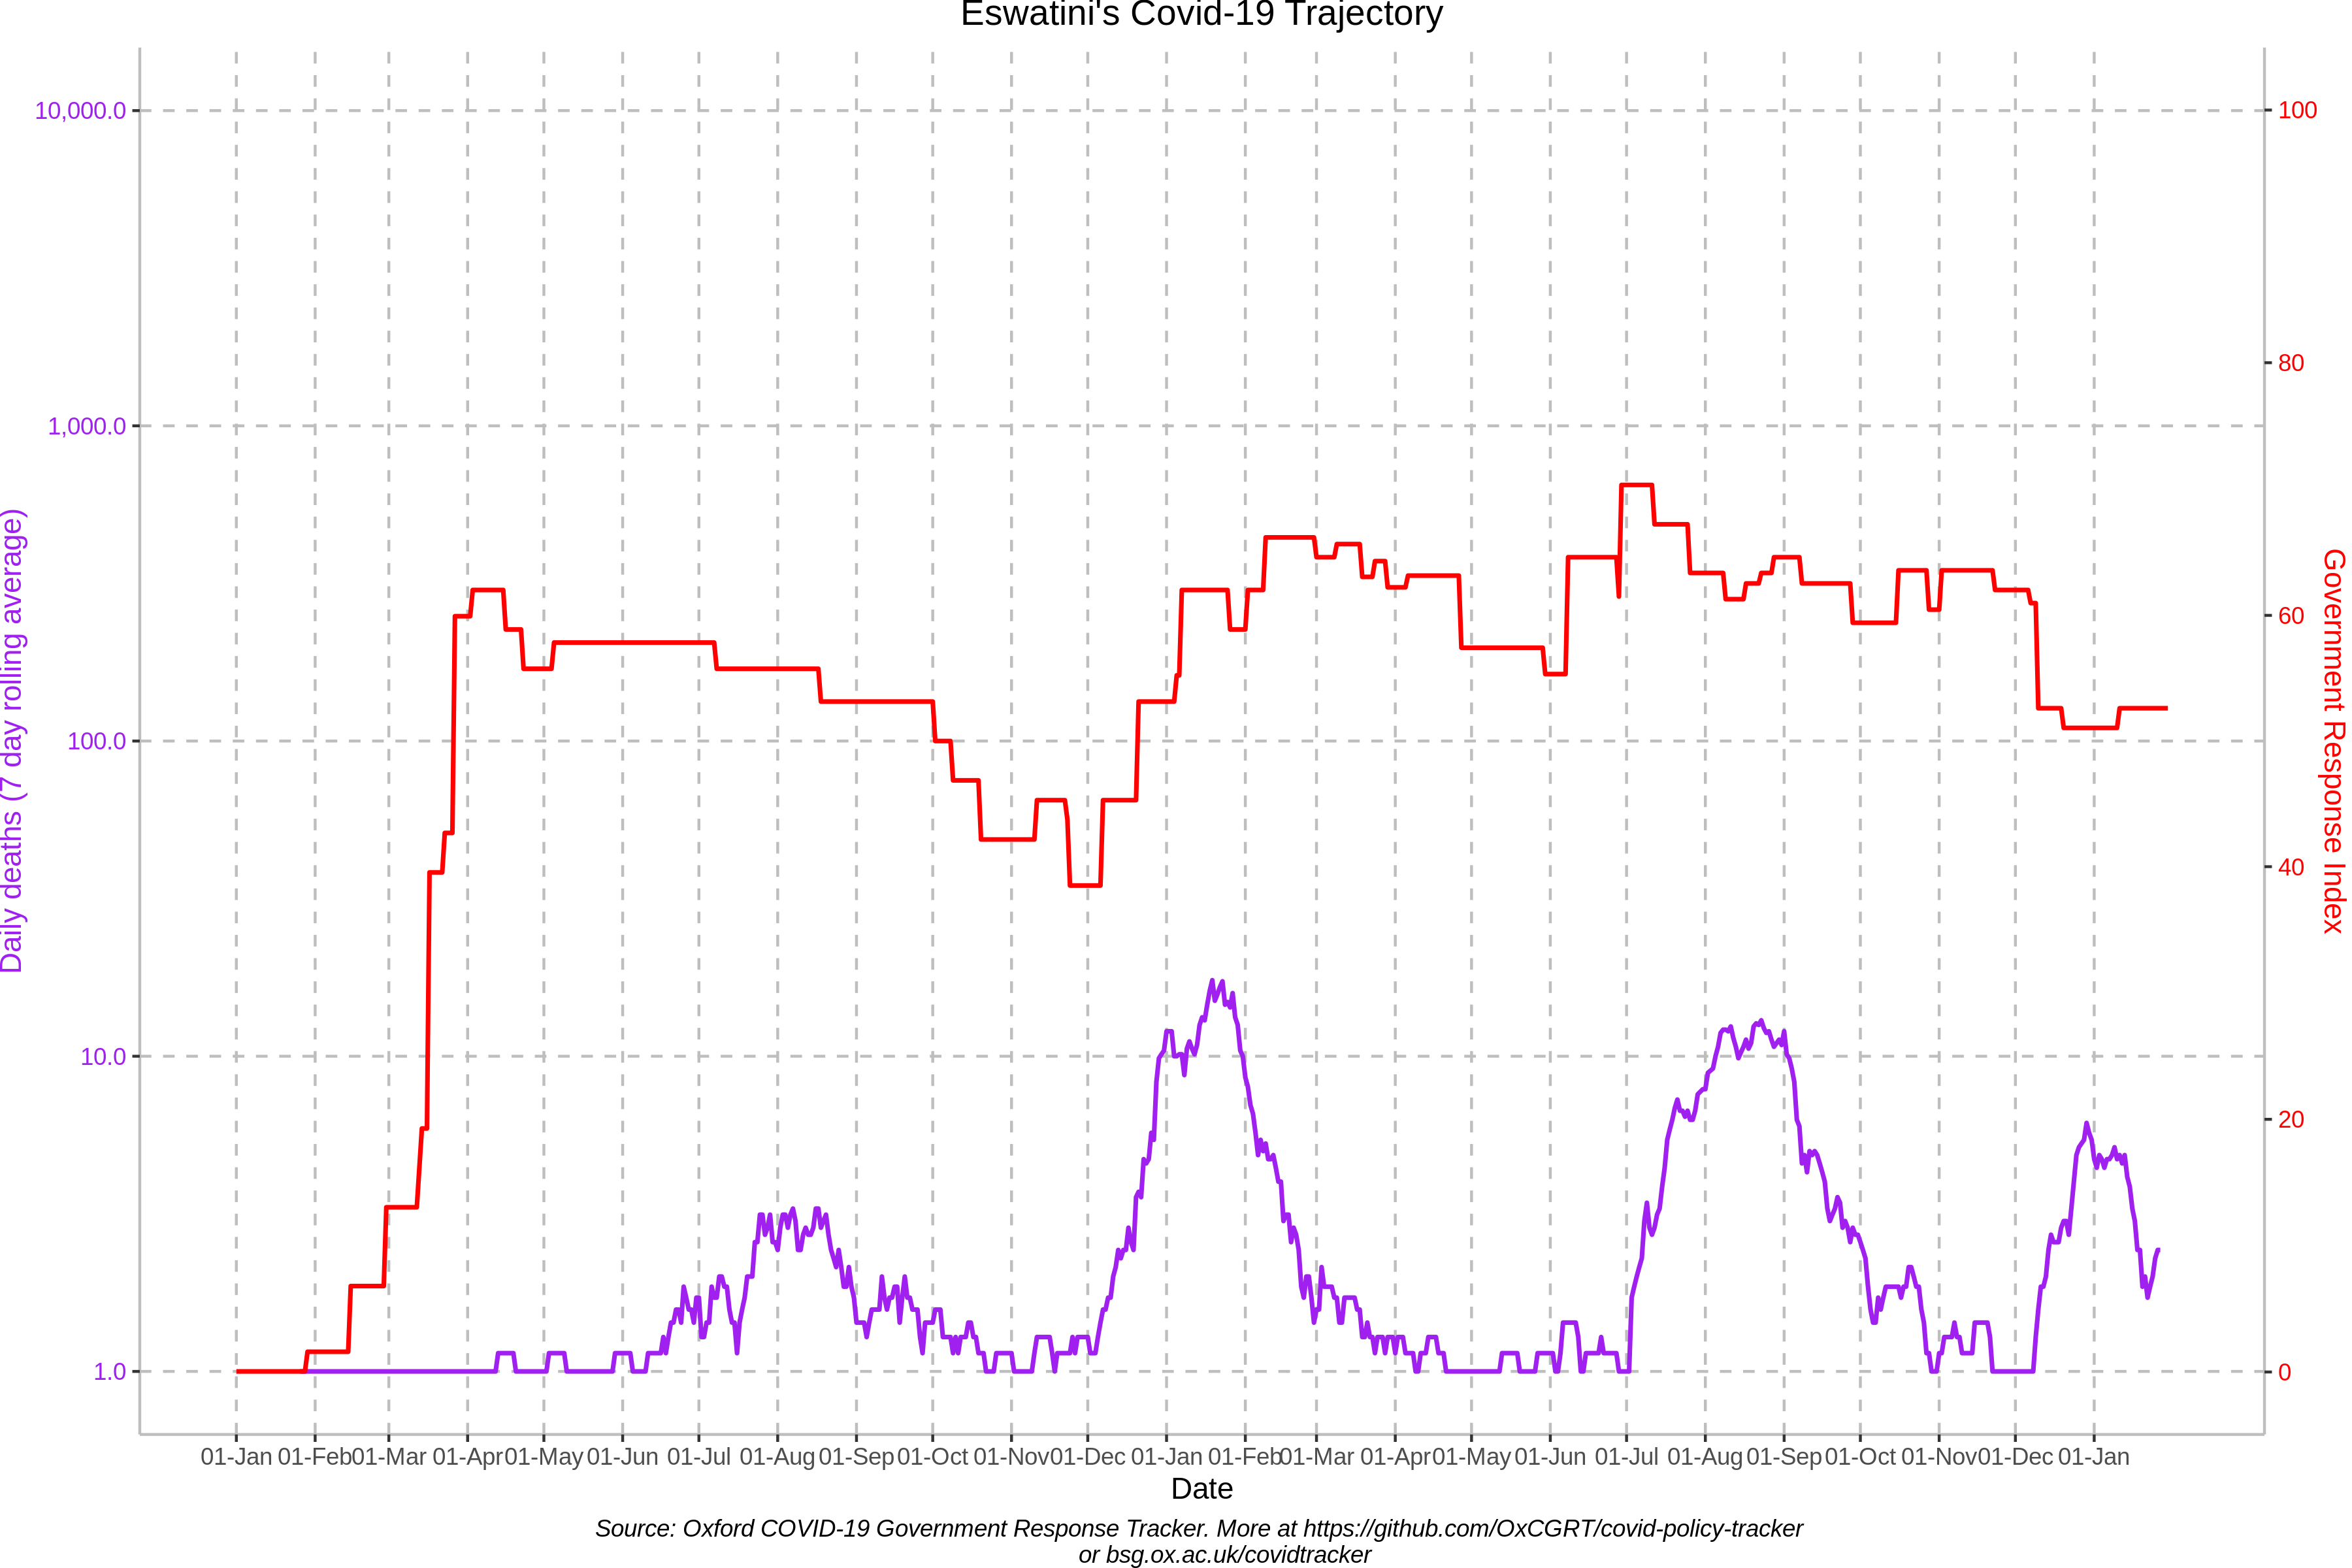 Eswatini's Covid-19 Trajectory
10,000.0
1,000.0
100.0
10.0
1.0
Daily deaths (7 day rolling average)
100
80
60
40
20
0
Government Response Index
01-Jan 01-Feb 01-Mar 01-Apr 01-May 01-Jun 01-Jul 01-Aug 01-Sep 01-Oct 01-Nov 01-Dec 01-Jan 01-Feb 01-Mar 01-Apr 01-May 01-Jun 01-Jul 01-Aug 01-Sep 01-Oct 01-Nov 01-Dec 01-Jan
Date
Source: Oxford COVID-19 Government Response Tracker. More at https://github.com/OxCGRT/covid-policy-tracker
or bsg.ox.ac.uk/covidtracker